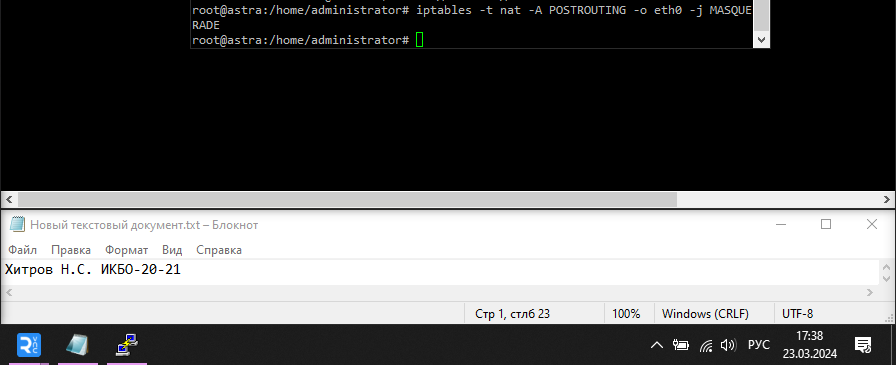 root@astra:/home/administrator# iptables -t nat -A POSTROUTING -o eth0 -j MASQUE
RADE
root@astra:/home/administrator#
Новый текстовый документ.txt – Блокнот
Файл Правка Формат Вид Справка
Хитров Н.С. ИКБО-20-21
Стр 1, стлб 23 100% Windows (CRLF) UTF-8
РУС 17:38
23.03.2024